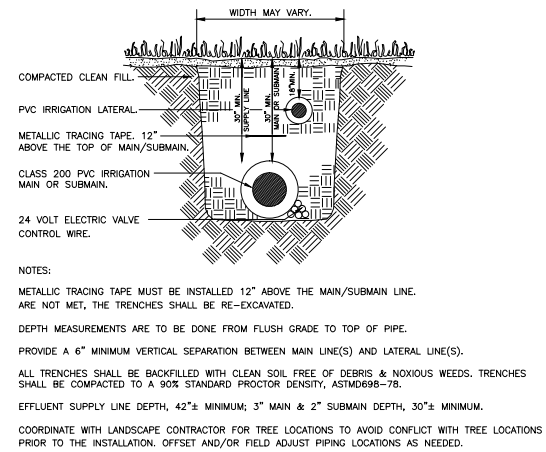 WIDTH MAY VARY.
COMPACTED CLEAN FILL.
PVC IRRIGATION LATERAL.
METALLIC TRACING TAPE. 12"
ABOVE THE TOP OF MAIN/SUBMAIN.
CLASS 200 PVC IRRIGATION
MAIN OR SUBMAIN.
24 VOLT ELECTRIC VALVE
CONTROL WIRE.
30" MIN.
SUPPLY LINE
30" MIN.
MAIN OR SUBMAIN
18"MIN.
NOTES:
METALLIC TRACING TAPE MUST BE INSTALLED 12" ABOVE THE MAIN/SUBMAIN LINE.
ARE NOT MET, THE TRENCHES SHALL BE RE-EXCAVATED.
DEPTH MEASUREMENTS ARE TO BE DONE FROM FLUSH GRADE TO TOP OF PIPE.
PROVIDE A 6" MINIMUM VERTICAL SEPARATION BETWEEN MAIN LINE(S) AND LATERAL LINE(S).
ALL TRENCHES SHALL BE BACKFILLED WITH CLEAN SOIL FREE OF DEBRIS & NOXIOUS WEEDS. TRENCHES
SHALL BE COMPACTED TO A 90% STANDARD PROCTOR DENSITY, ASTMD698-78.
EFFLUENT SUPPLY LINE DEPTH, 42"± MINIMUM; 3" MAIN & 2" SUBMAIN DEPTH, 30"± MINIMUM.
COORDINATE WITH LANDSCAPE CONTRACTOR FOR TREE LOCATIONS TO AVOID CONFLICT WITH TREE LOCATIONS
PRIOR TO THE INSTALLATION. OFFSET AND/OR FIELD ADJUST PIPING LOCATIONS AS NEEDED.